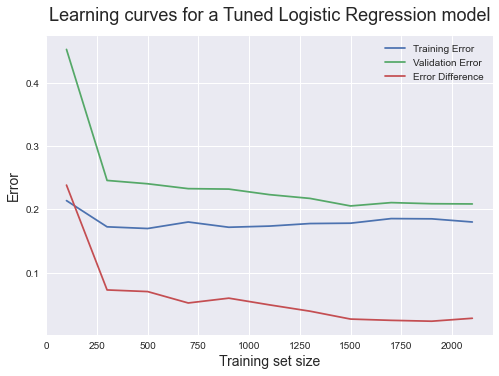 Learning curves for a Tuned Logistic Regression model
Training Error
Validation Error
Error Difference
Error
0.4
0.3
0.2
0.1
0 250 500 750 1000 1250 1500 1750 2000
Training set size